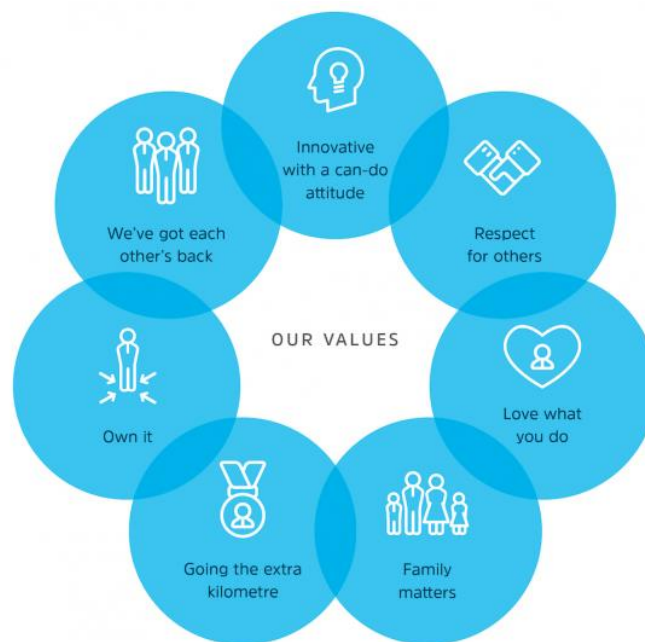 Innovative
with a can-do
attitude
We've got each
other's back
Respect
for others
OUR VALUES
Own it
Love what
you do
Going the extra
kilometre
Family
matters